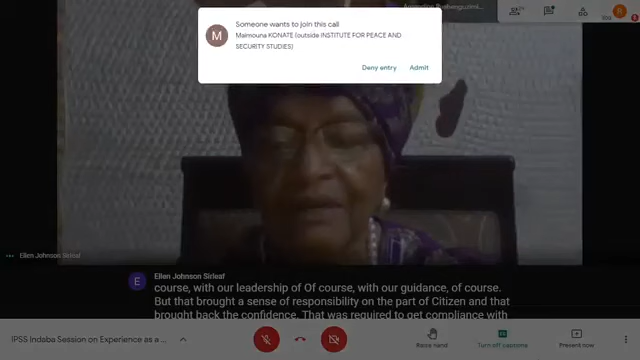 Someone wants to join this call
M
Maimouna KONATE (outside INSTITUTE FOR PEACE AND
SECURITY STUDIES)
Deny entry
Admit
Ellen Johnson Sirleaf
E
Ellen Johnson Sirleaf
course, with our leadership of Of course, with our guidance, of course.
But that brought a sense of responsibility on the part of Citizen and that
brought back the confidence. That was required to get compliance with
IPSS Indaba Session on Experience as a ...
Raise hand
Turn off captions
Present now